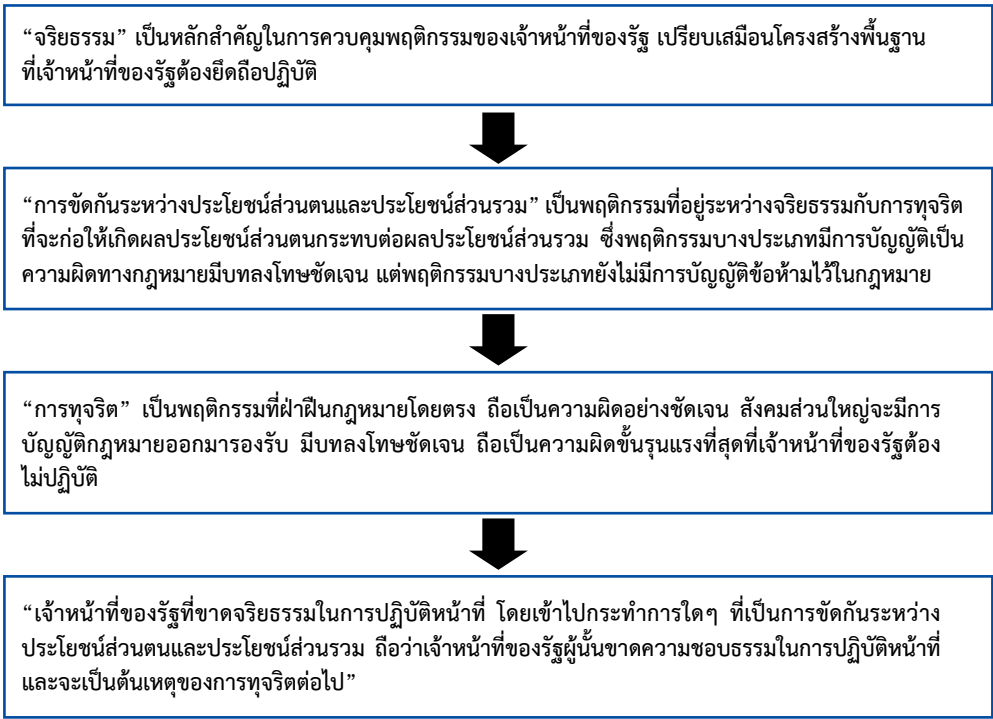 “จริยธรรม” เป็นหลักสำคัญในการควบคุมพฤติกรรมของเจ้าหน้าที่ของรัฐ เปรียบเสมือนโครงสร้างพื้นฐาน
ที่เจ้าหน้าที่ของรัฐต้องยึดถือปฏิบัติ
“การขัดกันระหว่างประโยชน์ส่วนตนและประโยชน์ส่วนรวม” เป็นพฤติกรรมที่อยู่ระหว่างจริยธรรมกับการทุจริต
ที่จะก่อให้เกิดผลประโยชน์ส่วนตนกระทบต่อผลประโยชน์ส่วนรวม ซึ่งพฤติกรรมบางประเภทมีการบัญญัติเป็น
ความผิดทางกฎหมายมีบทลงโทษชัดเจน แต่พฤติกรรมบางประเภทยังไม่มีการบัญญัติข้อห้ามไว้ในกฎหมาย
“การทุจริต” เป็นพฤติกรรมที่ฝ่าฝืนกฎหมายโดยตรง ถือเป็นความผิดอย่างชัดเจน สังคมส่วนใหญ่จะมีการ
บัญญัติกฎหมายออกมารองรับ มีบทลงโทษชัดเจน ถือเป็นความผิดขั้นรุนแรงที่สุดที่เจ้าหน้าที่ของรัฐต้อง
ไม่ปฏิบัติ
“เจ้าหน้าที่ของรัฐที่ขาดจริยธรรมในการปฏิบัติหน้าที่ โดยเข้าไปกระทำการใดๆ ที่เป็นการขัดกันระหว่าง
ประโยชน์ส่วนตนและประโยชน์ส่วนรวม ถือว่าเจ้าหน้าที่ของรัฐผู้นั้นขาดความชอบธรรมในการปฏิบัติหน้าที่
และจะเป็นต้นเหตุของการทุจริตต่อไป”